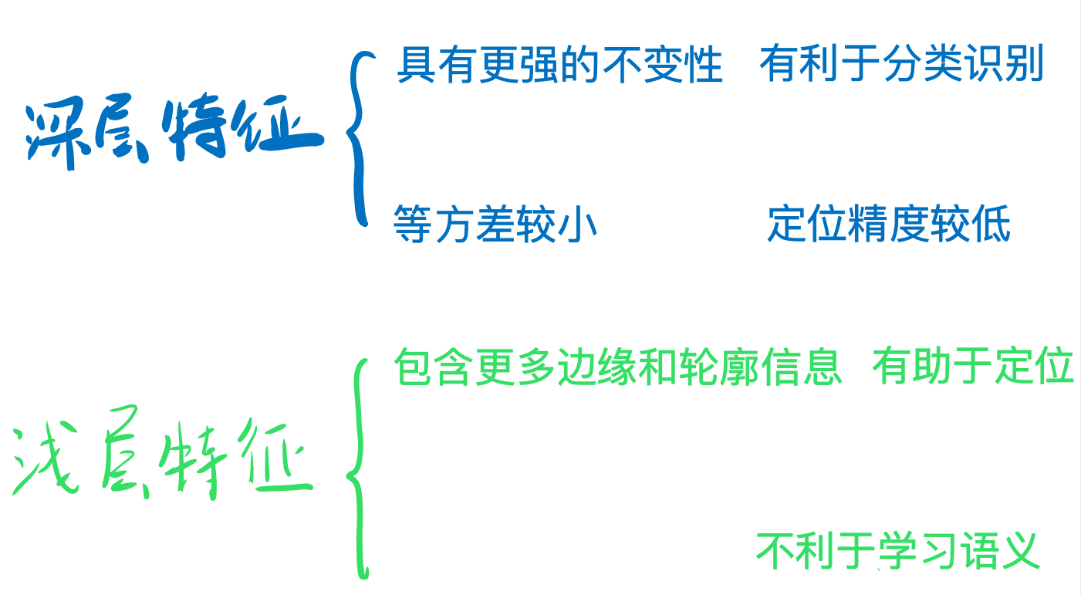 具有更强的不变性 有利于分类识别
深层特征
等方差较小 定位精度较低
包含更多边缘和轮廓信息 有助于定位
浅层特征
不利于学习语义